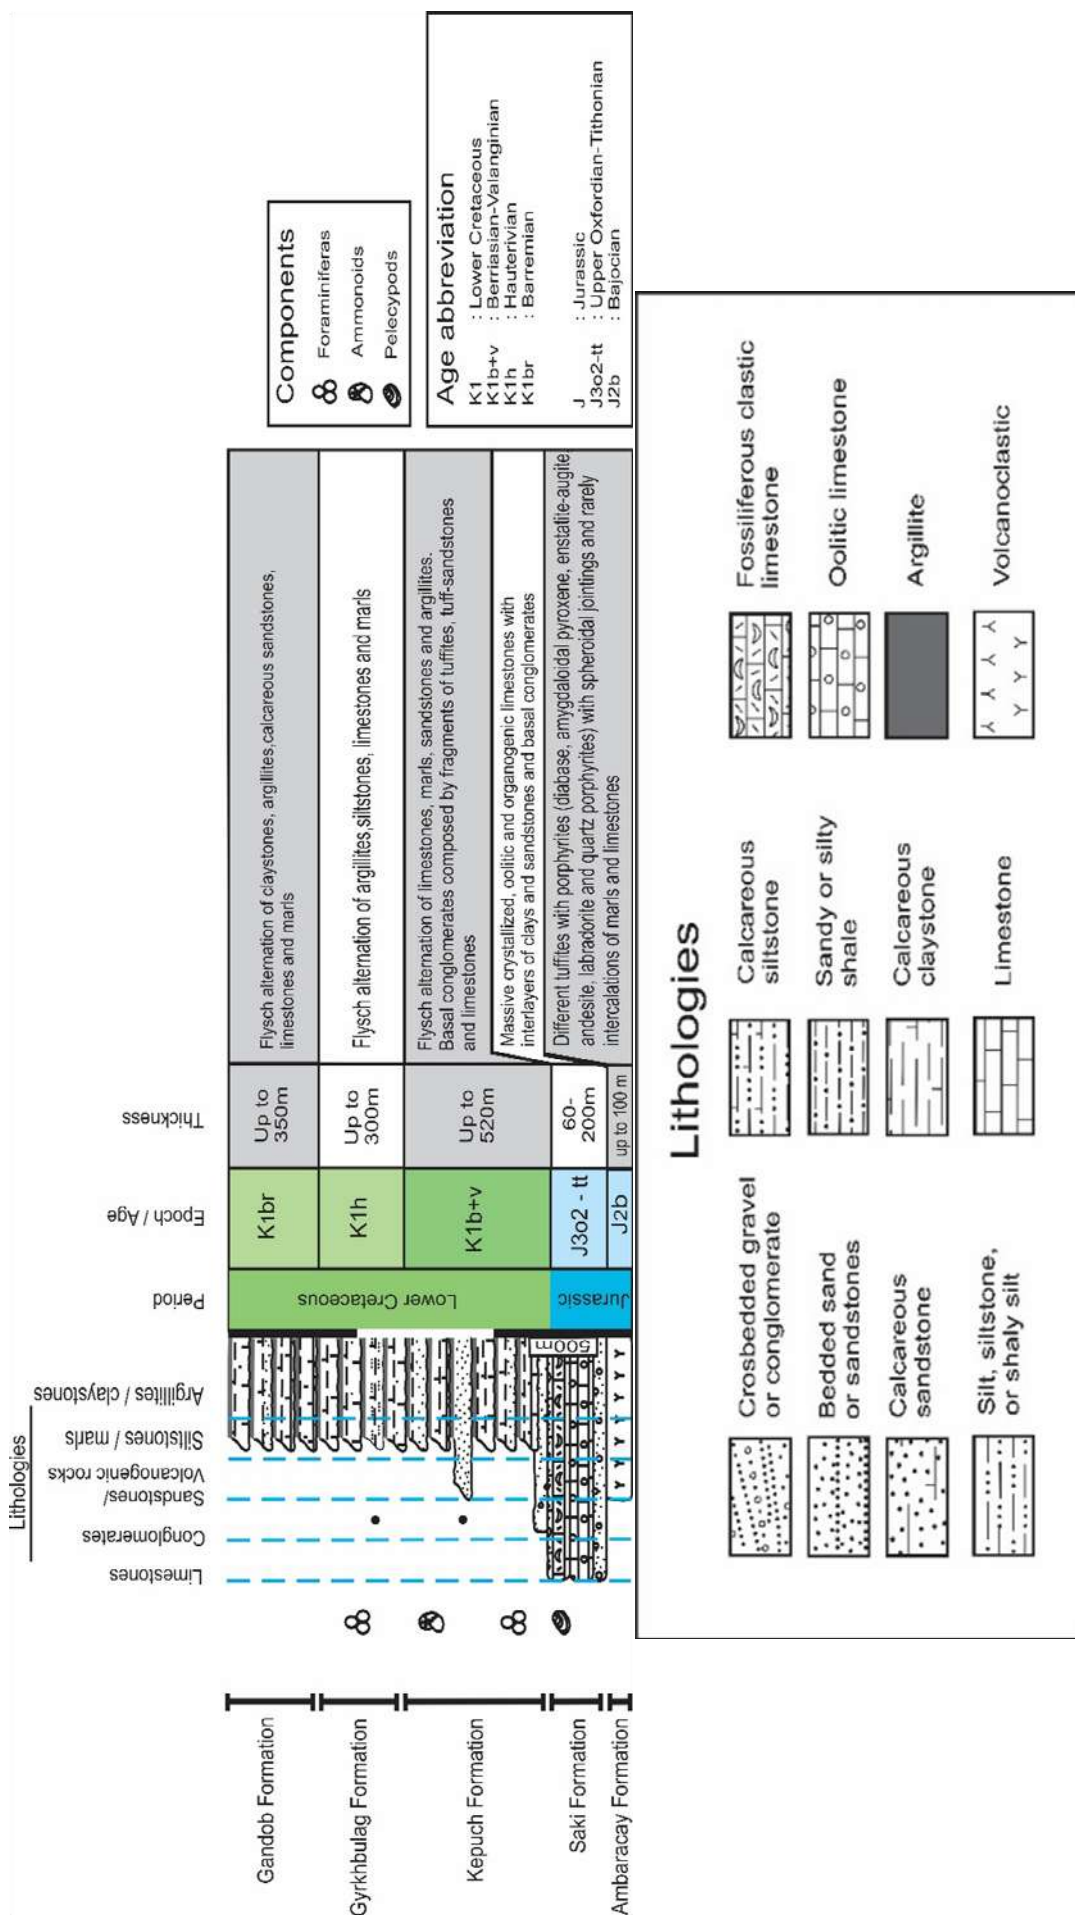 Lithologies
Limestones
Conglomerates
Sandstones/
Volcanogenic rocks
Siltstones / marls
Argillites / claystones
Period
Epoch / Age
Thickness
Gandob Formation
K1br
Up to
350m
Flysch alternation of claystones, argillites,calcareous sandstones,
limestones and marls
Gyrkhbulag Formation
K1h
Up to
300m
Flysch alternation of argillites,siltstones, limestones and marls
Lower Cretaceous
Kepuch Formation
K1b+v
Up to
520m
Flysch alternation of limestones, marls, sandstones and argillites.
Basal conglomerates composed by fragments of tuffites, tuff-sandstones
and limestones
Saki Formation
500m
Jurassic
J3o2 - tt
60-
200m
Massive crystallized, oolitic and organogenic limestones with
interlayers of clays and sandstones and basal conglomerates
Ambaracay Formation
J2b
up to 100 m
Different tuffites with porphyrites (diabase, amygdaloidal pyroxene, enstatite-augite
andesite, labradorite and quartz porphyrites) with spheroidal jointings and rarely
intercalations of marls and limestones
Components
Foraminiferas
Ammonoids
Pelecypods
Age abbreviation
K1 : Lower Cretaceous
K1b+v : Berriasian-Valanginian
K1h : Hauterivian
K1br : Barremian
J : Jurassic
J3o2-tt : Upper Oxfordian-Tithonian
J2b : Bajocian
Lithologies
Crosbedded gravel
or conglomerate
Bedded sand
or sandstones
Calcareous
sandstone
Silt, siltstone,
or shaly silt
Calcareous
siltstone
Sandy or silty
shale
Calcareous
claystone
Limestone
Fossiliferous clastic
limestone
Oolitic limestone
Argillite
Volcanoclastic